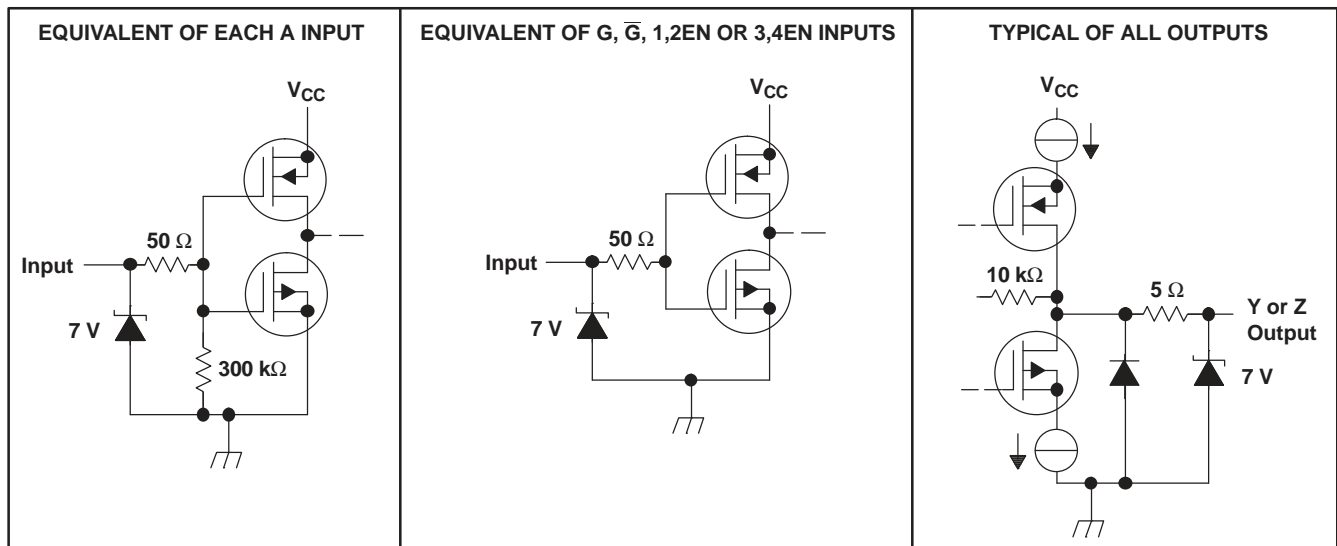 EQUIVALENT OF EACH A INPUT
VCC
50 Ω
Input
7 V
300 kΩ
EQUIVALENT OF G, G̅, 1,2EN OR 3,4EN INPUTS
VCC
50 Ω
Input
7 V
TYPICAL OF ALL OUTPUTS
VCC
10 kΩ
5 Ω
Y or Z
Output
7 V